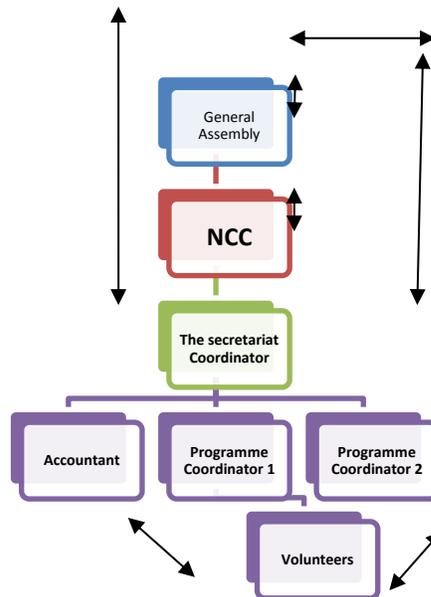 General
Assembly
NCC
The secretariat
Coordinator
Accountant
Programme
Coordinator 1
Programme
Coordinator 2
Volunteers